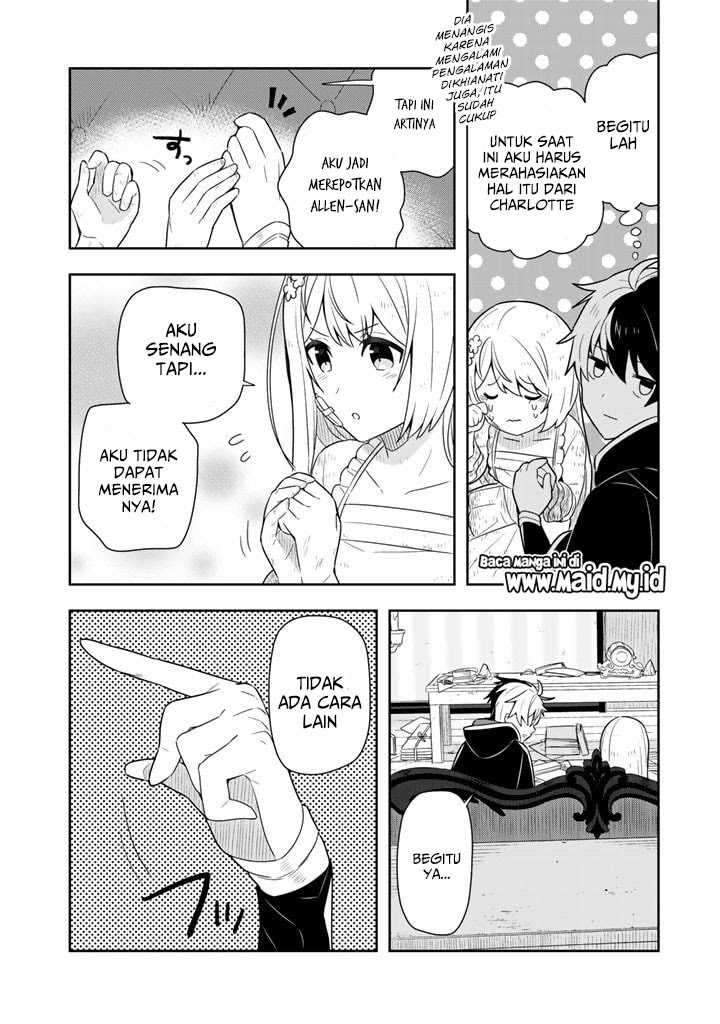 BEGITU
LAH
UNTUK SAAT
INI AKU HARUS
MERAHASIAKAN
HAL ITU DARI
CHARLOTTE
DIA
MENANGIS
KARENA
MENGALAMI
PENGALAMAN
DIKHIANATI
JUGA, ITU
SUDAH
CUKUP
TAPI INI
ARTINYA
AKU JADI
MEREPOTKAN
ALLEN-SAN!
すっ
AKU
SENANG
TAPI...
AKU TIDAK
DAPAT
MENERIMA
NYA!
Baca Manga ini di
www.Maid.my.id
BEGITU
YA...
TIDAK
ADA CARA
LAIN